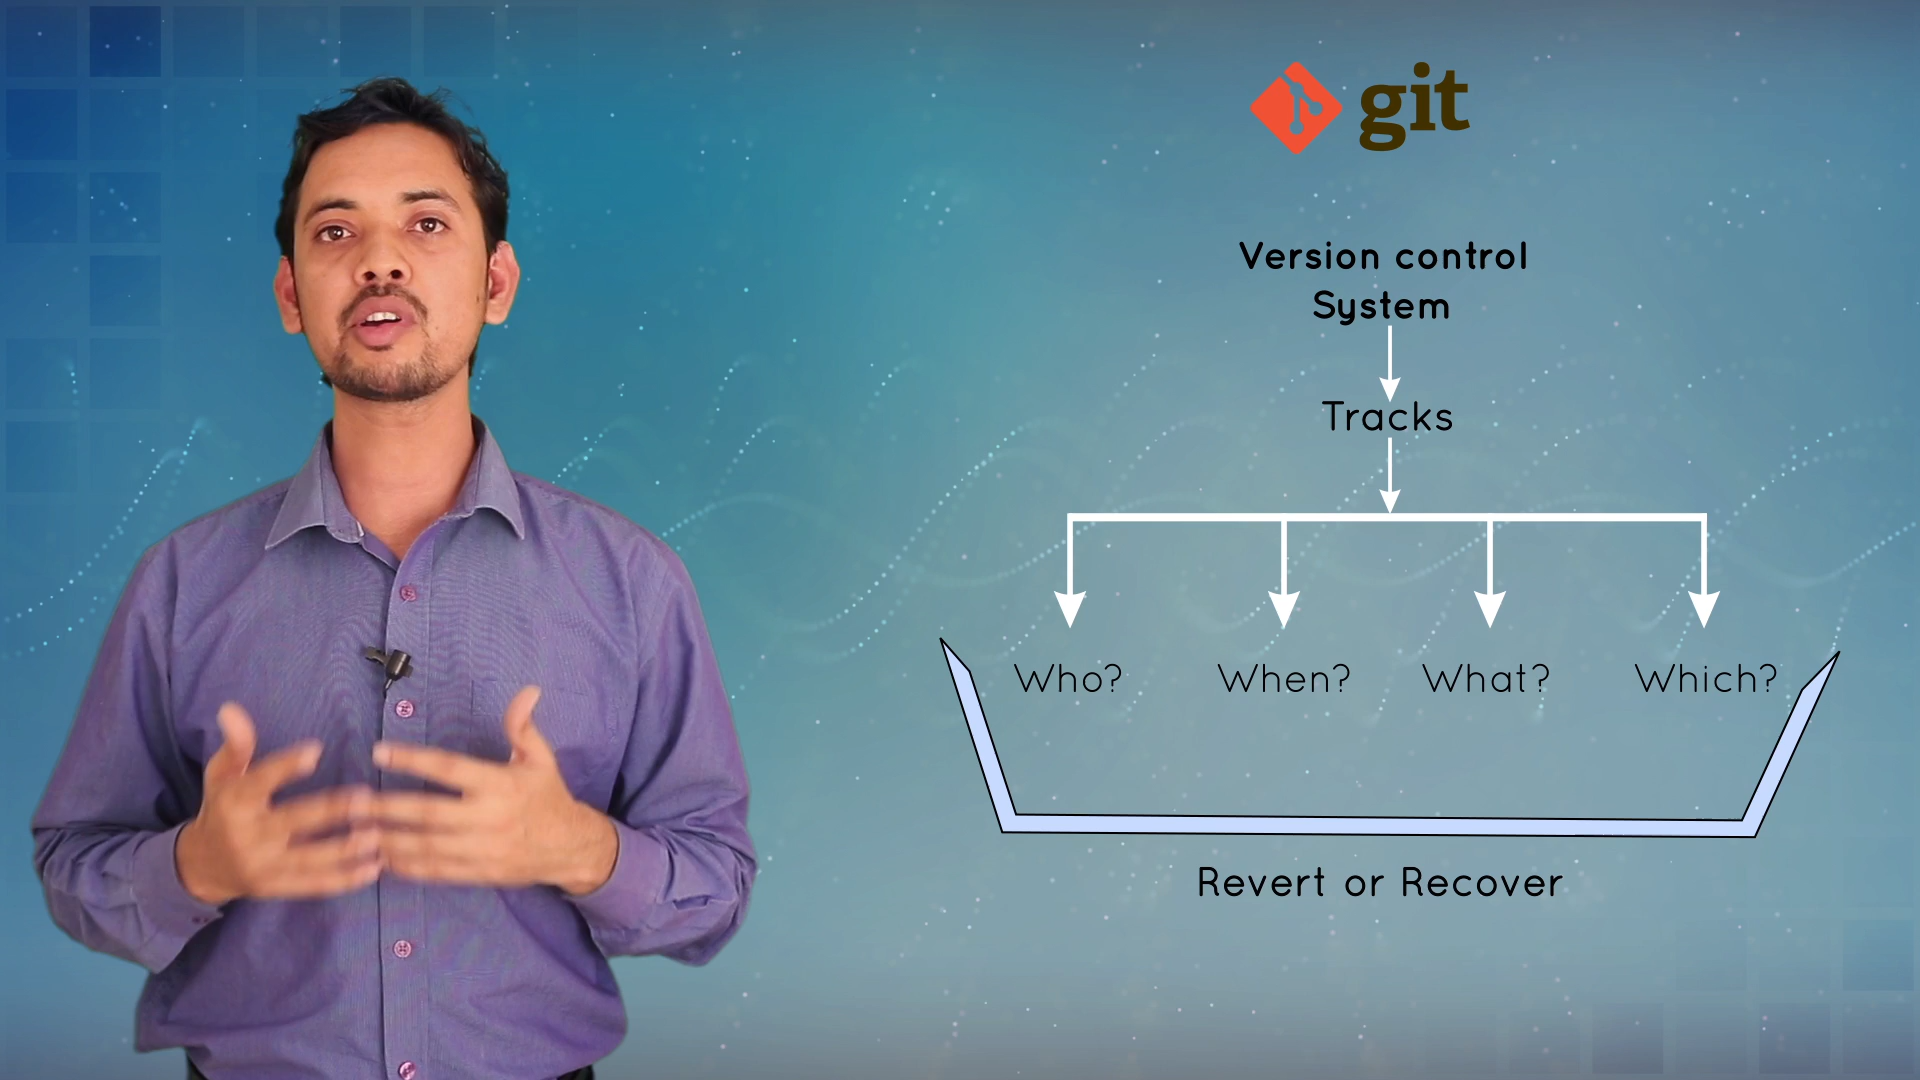 git
Version control
System
Tracks
Who? When? What? Which?
Revert or Recover